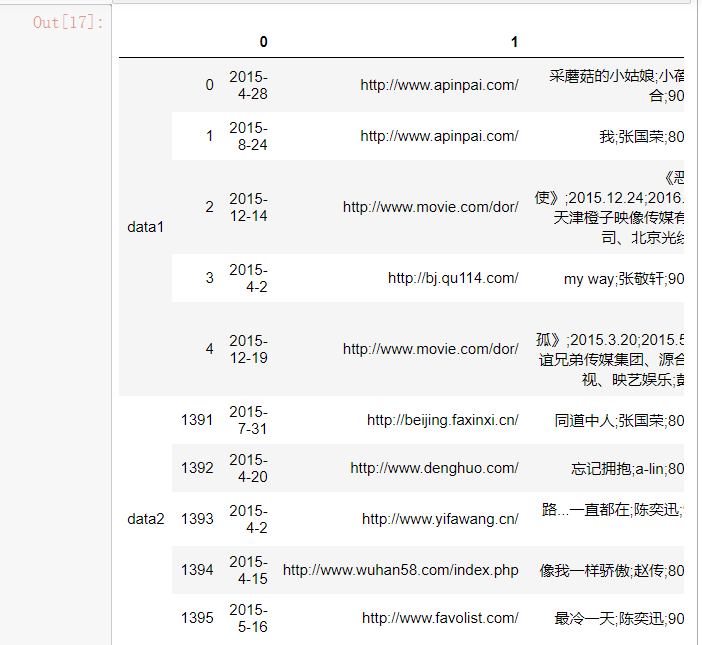 Out[17]:
0 1
0 2015-4-28 http://www.apinpai.com/ 采蘑菇的小姑娘;小蓓
合;90
1 2015-8-24 http://www.apinpai.com/ 我;张国荣;80
《恶
data1 2 2015-12-14 http://www.movie.com/dor/ 使》;2015.12.24;2016.
天津橙子映像传媒有
司、北京光线
3 2015-4-2 http://bj.qu114.com/ my way;张敬轩;90
4 2015-12-19 http://www.movie.com/dor/ 孤》;2015.3.20;2015.5
谊兄弟传媒集团、源合
视、映艺娱乐;黄
1391 2015-7-31 http://beijing.faxinxi.cn/ 同道中人;张国荣;80
1392 2015-4-20 http://www.denghuo.com/ 忘记拥抱;a-lin;80
data2 1393 2015-4-2 http://www.yifawang.cn/ 路...一直都在;陈奕迅;
1394 2015-4-15 http://www.wuhan58.com/index.php 像我一样骄傲;赵传;80
1395 2015-5-16 http://www.favolist.com/ 最冷一天;陈奕迅;90